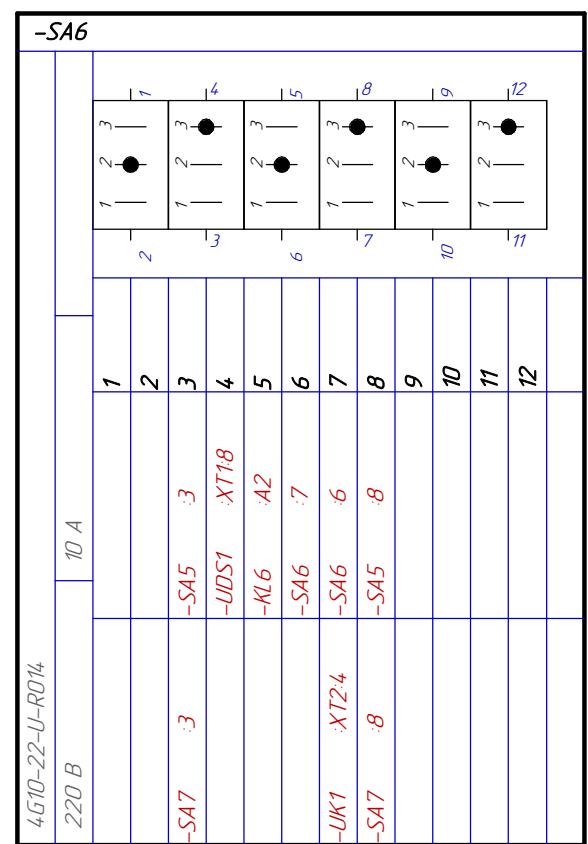 -SA6
1 4 5 8 9 12
3 3 3 3 3 3
2 2 2 2 2 2
1 1 1 1 1 1
2 3 6 7 10 11
1
2
3 -SA5 :3 -SA7 :3
4 -UDS1 :XT1:8
5 -KL6 :A2
6 -SA6 :7
7 -SA6 :6 -UK1 :XT2:4
8 -SA5 :8 -SA7 :8
9
10
11
12
4G10-22-U-R014
220 В 10 А